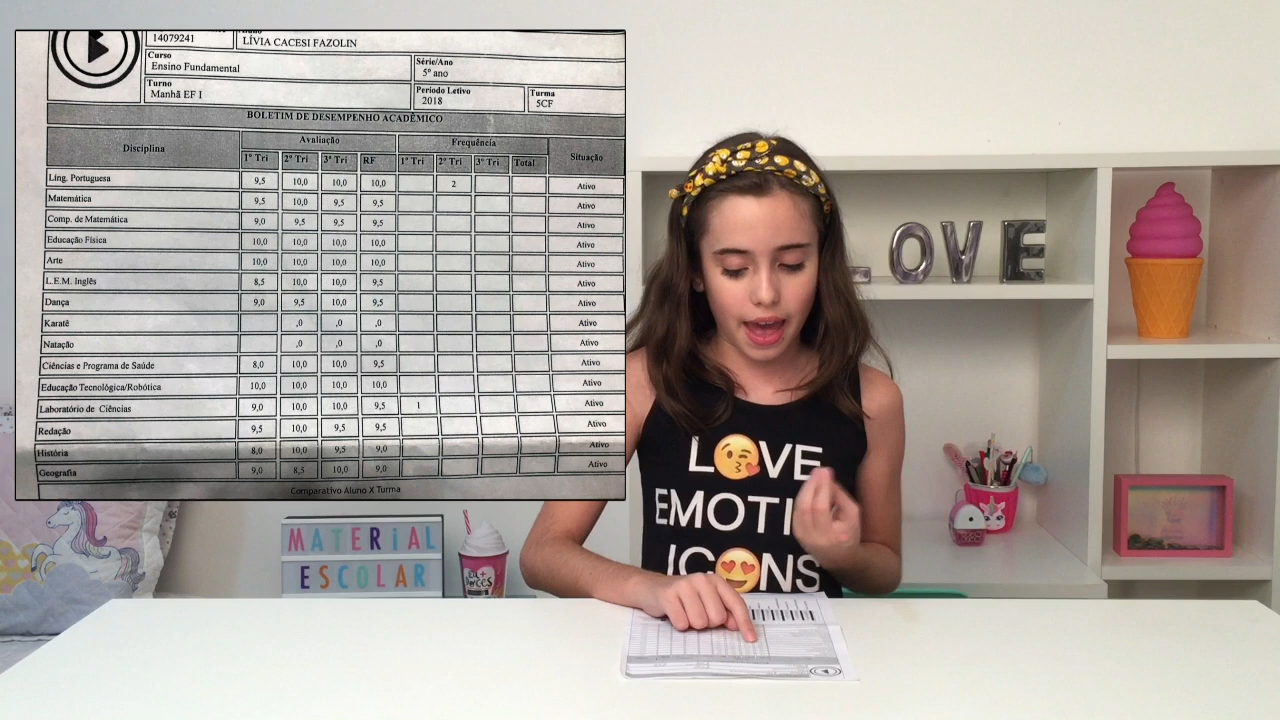 14079241
LÍVIA CACESI FAZOLIN
Curso
Ensino Fundamental
Série/Ano
5º ano
Turno
Manhã EF I
Período Letivo
2018
Turma
5CF
BOLETIM DE DESEMPENHO ACADÊMICO
Disciplina Avaliação Frequência Situação
1º Tri 2º Tri 3º Tri RF 1º Tri 2º Tri 3º Tri Total
Líng. Portuguesa 9,5 10,0 10,0 10,0 2 Ativo
Matemática 9,5 10,0 9,5 9,5 Ativo
Comp. de Matemática 9,0 9,5 9,5 9,5 Ativo
Educação Física 10,0 10,0 10,0 10,0 Ativo
Arte 10,0 10,0 10,0 10,0 Ativo
L.E.M. Inglês 8,5 10,0 10,0 9,5 Ativo
Dança 9,0 9,5 10,0 9,5 Ativo
Karatê ,0 ,0 ,0 Ativo
Natação ,0 ,0 ,0 Ativo
Ciências e Programa de Saúde 8,0 10,0 10,0 9,5 Ativo
Educação Tecnológica/Robótica 10,0 10,0 10,0 10,0 Ativo
Laboratório de Ciências 9,0 10,0 10,0 9,5 1 Ativo
Redação 9,5 10,0 9,5 9,5 Ativo
História 8,0 10,0 9,5 9,0 Ativo
Geografia 9,0 8,5 10,0 9,0 Ativo
Comparativo Aluno X Turma
OVE
LOVE
EMOTI
ICONS
MATERIAL
ESCOLAR